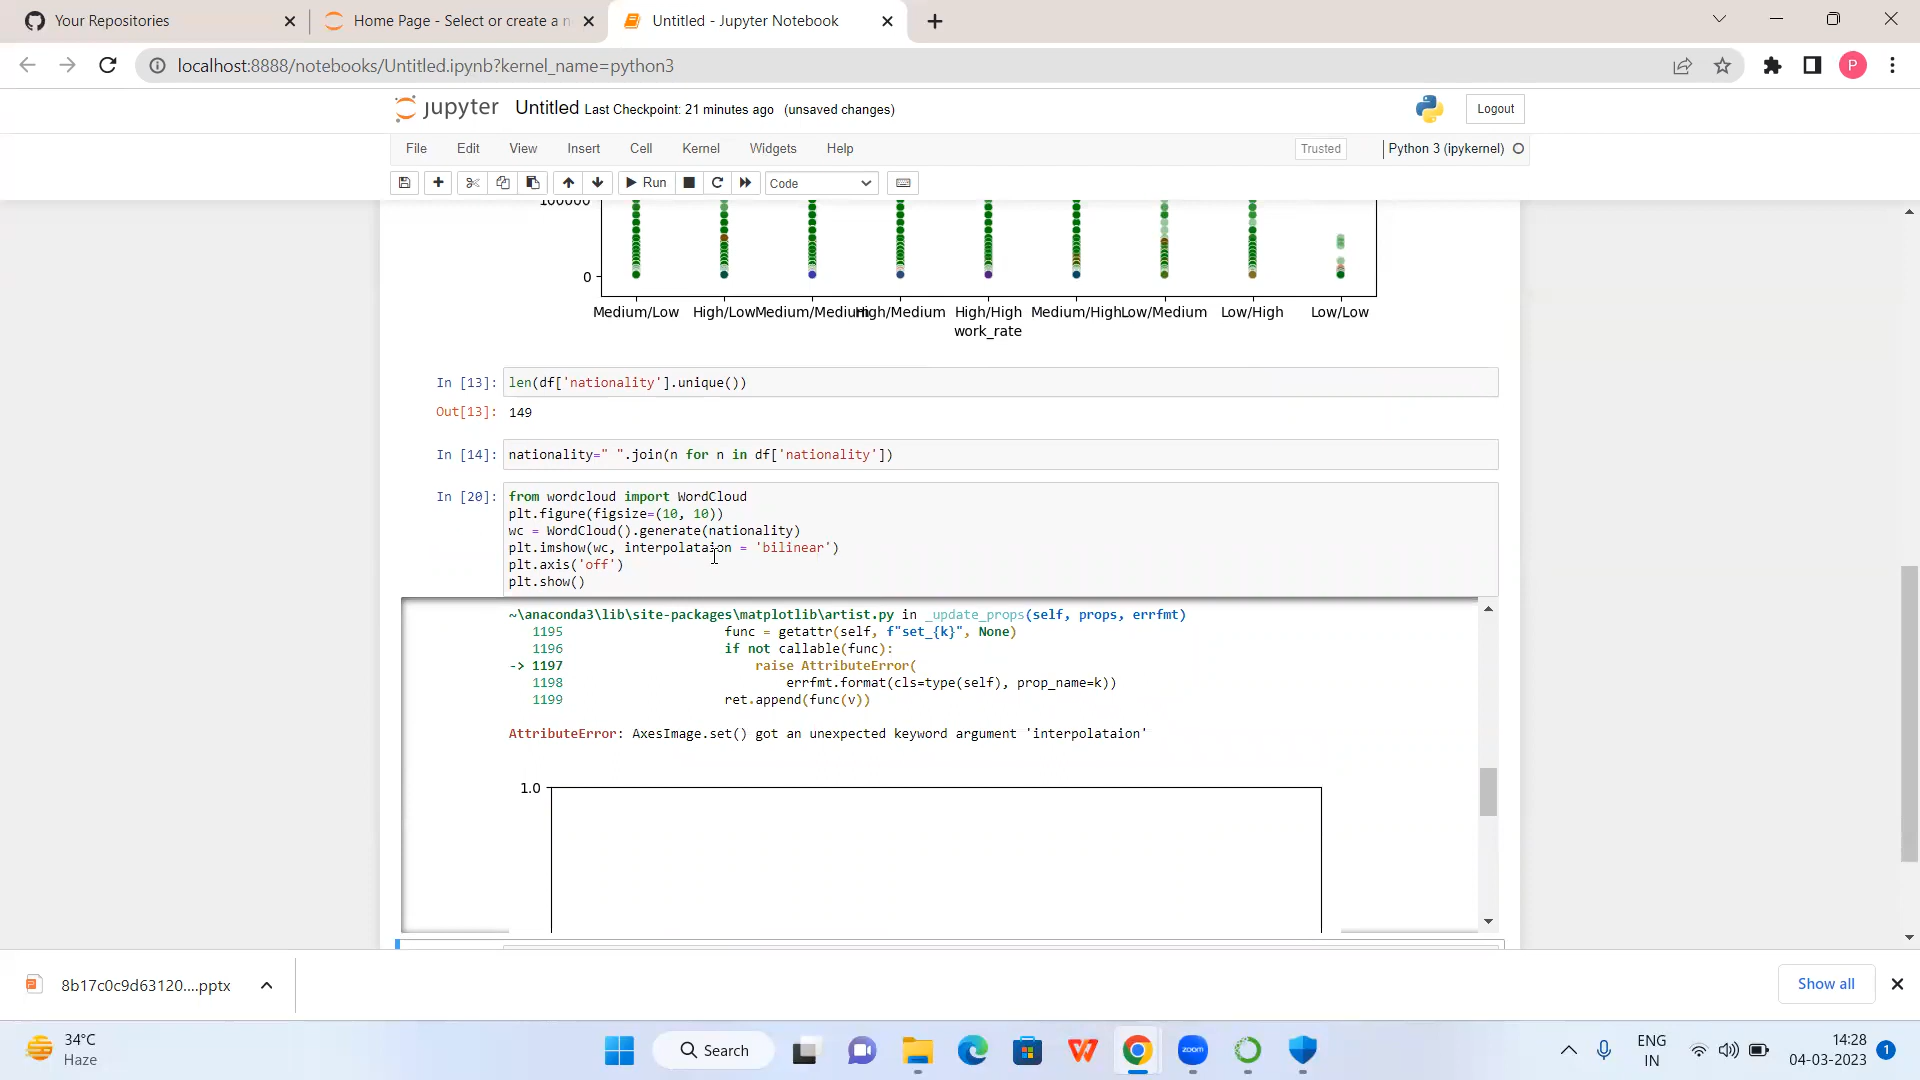 Your Repositories
Home Page - Select or create a n
Untitled - Jupyter Notebook
localhost:8888/notebooks/Untitled.ipynb?kernel_name=python3
P
jupyter Untitled Last Checkpoint: 21 minutes ago (unsaved changes)
Logout
File Edit View Insert Cell Kernel Widgets Help
Trusted
Python 3 (ipykernel)
Run
Code
100000
0
Medium/Low High/Low Medium/Medium High/Medium High/High Medium/High Low/Medium Low/High Low/Low
work_rate
In [13]: len(df['nationality'].unique())
Out[13]: 149
In [14]: nationality=" ".join(n for n in df['nationality'])
In [20]: from wordcloud import WordCloud
plt.figure(figsize=(10, 10))
wc = WordCloud().generate(nationality)
plt.imshow(wc, interpolataion = 'bilinear')
plt.axis('off')
plt.show()
~\anaconda3\lib\site-packages\matplotlib\artist.py in _update_props(self, props, errfmt)
1195 func = getattr(self, f"set_{k}", None)
1196 if not callable(func):
-> 1197 raise AttributeError(
1198 errfmt.format(cls=type(self), prop_name=k))
1199 ret.append(func(v))
AttributeError: AxesImage.set() got an unexpected keyword argument 'interpolataion'
1.0
8b17c0c9d63120....pptx
Show all
34°C
Haze
Search
W
zoom
ENG
IN
14:28
04-03-2023
1